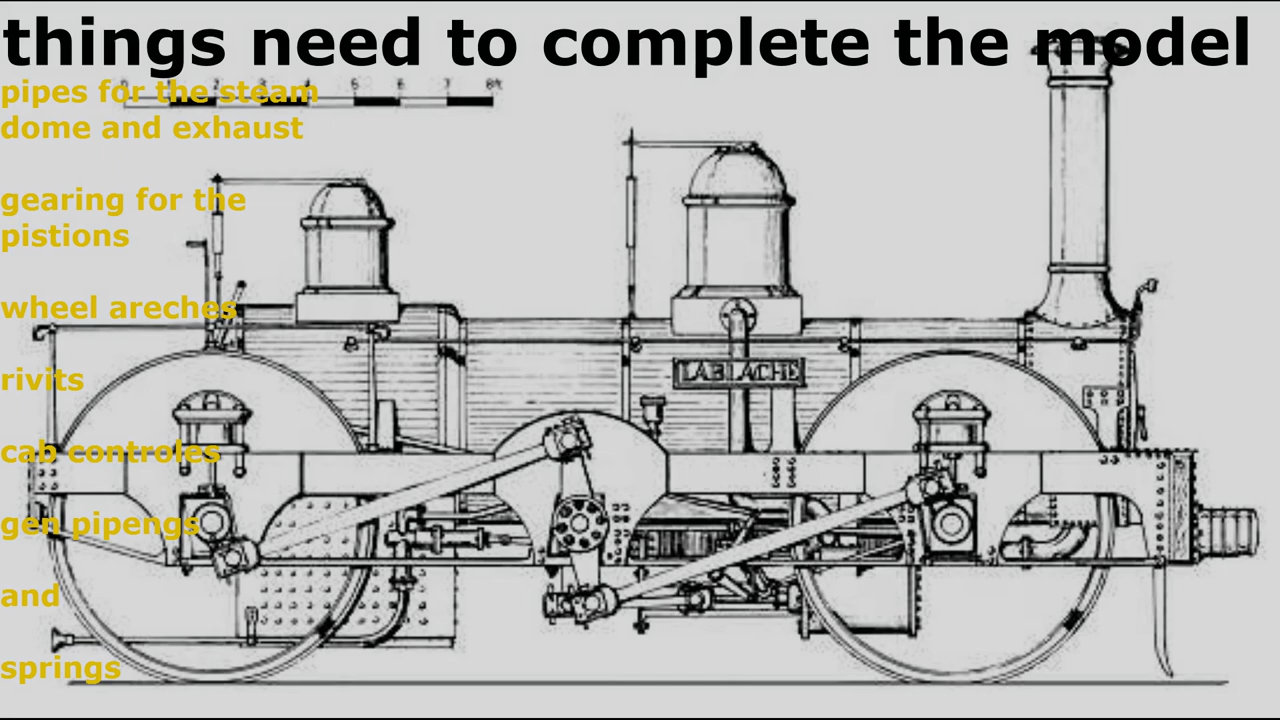 things need to complete the model
pipes for the steam
dome and exhaust
gearing for the
pistions
wheel areches
rivits
cab controles
gen pipengs
and
springs
LABLACHE